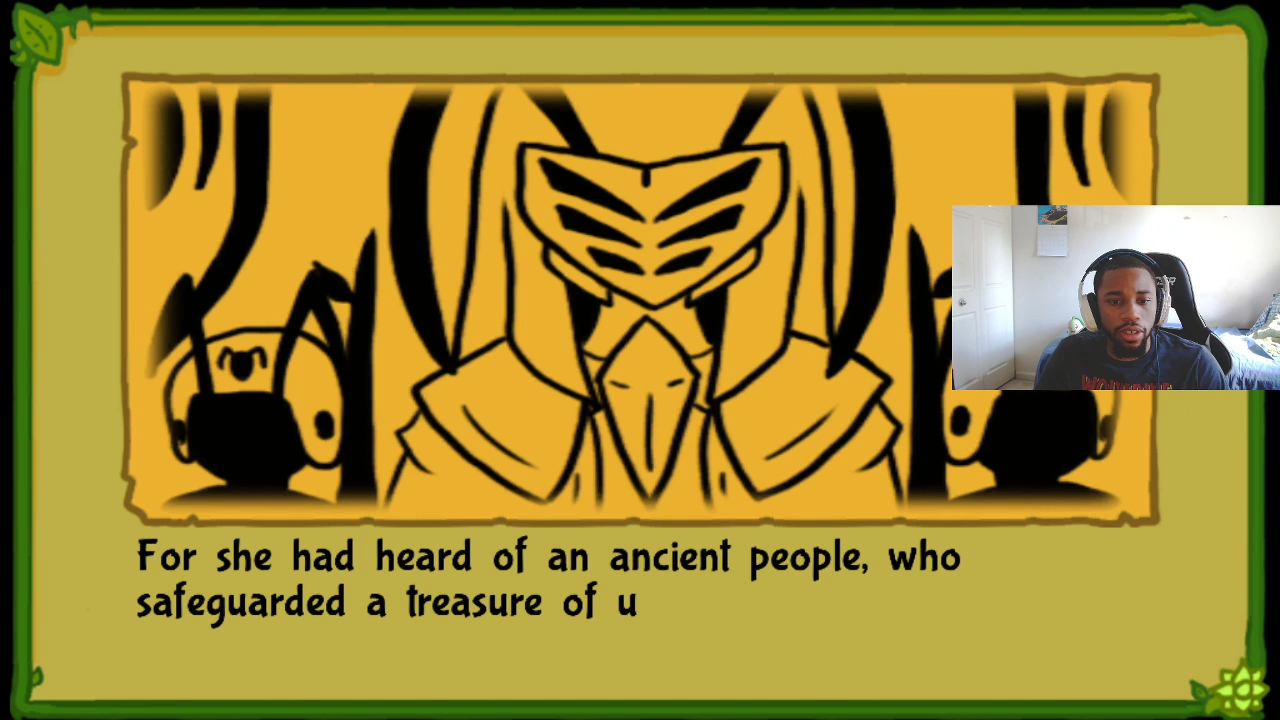 For she had heard of an ancient people, who
safeguarded a treasure of u